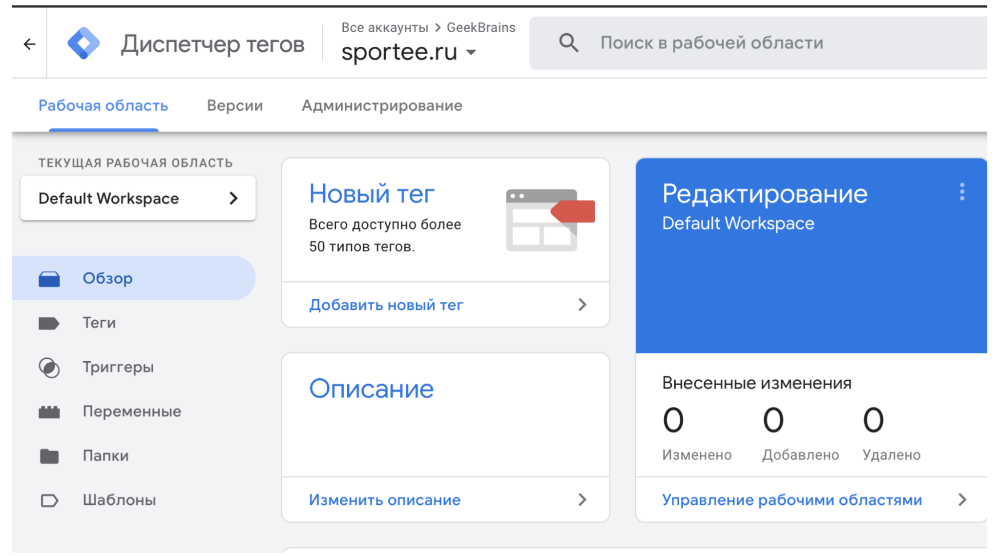 Диспетчер тегов
Все аккаунты > GeekBrains
sportee.ru
Поиск в рабочей области
Рабочая область
Версии
Администрирование
ТЕКУЩАЯ РАБОЧАЯ ОБЛАСТЬ
Default Workspace
Обзор
Теги
Триггеры
Переменные
Папки
Шаблоны
Новый тег
Всего доступно более
50 типов тегов.
Добавить новый тег
Описание
Изменить описание
Редактирование
Default Workspace
Внесенные изменения
0 0 0
Изменено Добавлено Удалено
Управление рабочими областями